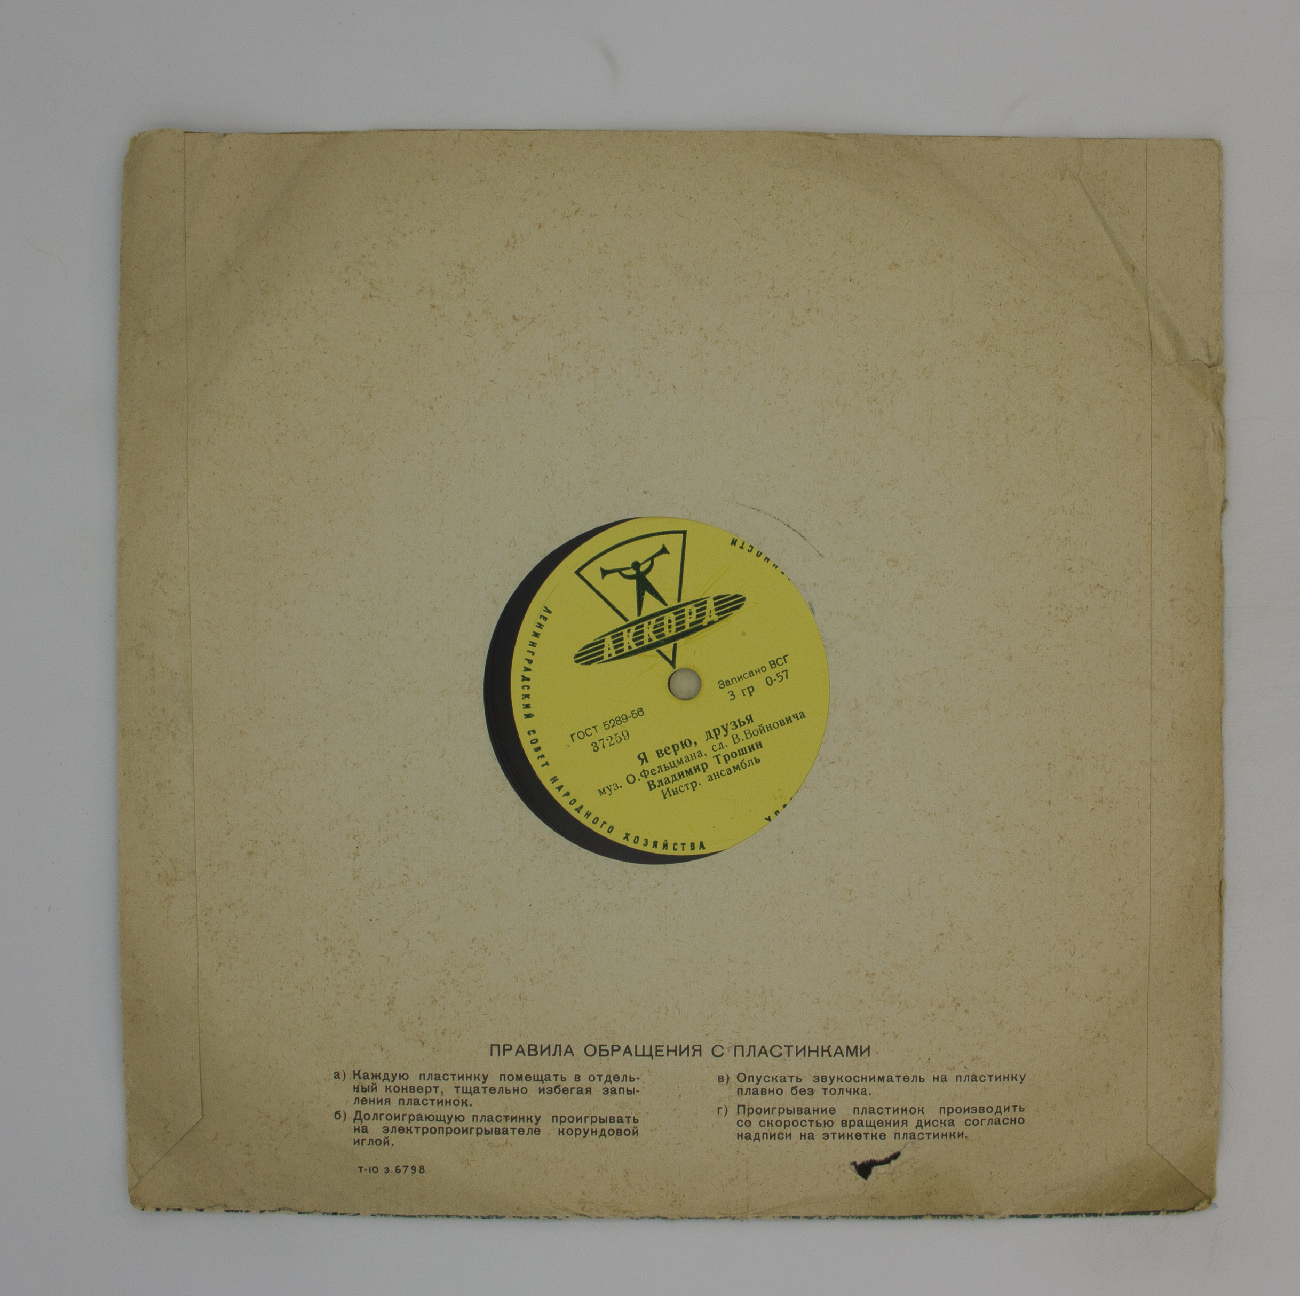 АККОРД
ЛЕНИНГРАДСКИЙ СОВЕТ НАРОДНОГО ХОЗЯЙСТВА
Записано ВСГ
3 гр 0-57
ГОСТ 5289-56
37259
Я верю, друзья
муз. О.Фельцмана, сл. В.Войновича
Владимир Трошин
Инстр. ансамбль
ПРАВИЛА ОБРАЩЕНИЯ С ПЛАСТИНКАМИ
а) Каждую пластинку помещать в отдель-
ный конверт, тщательно избегая запы-
ления пластинок.
б) Долгоиграющую пластинку проигрывать
на электропроигрывателе корундовой
иглой.
в) Опускать звукосниматель на пластинку
плавно без толчка.
г) Проигрывание пластинок производить
со скоростью вращения диска согласно
надписи на этикетке пластинки.
Т-10 з.6798